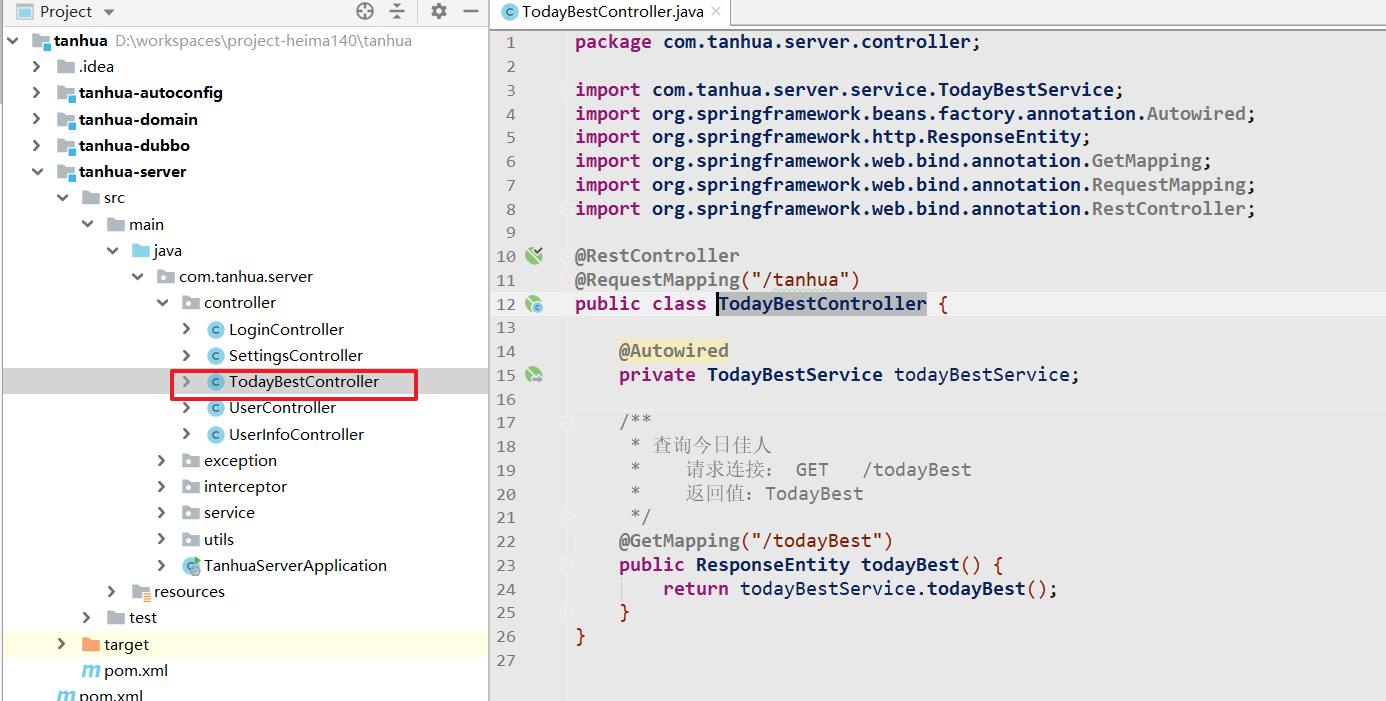 Project
tanhua D:\workspaces\project-heima140\tanhua
.idea
tanhua-autoconfig
tanhua-domain
tanhua-dubbo
tanhua-server
src
main
java
com.tanhua.server
controller
LoginController
SettingsController
TodayBestController
UserController
UserInfoController
exception
interceptor
service
utils
TanhuaServerApplication
resources
test
target
pom.xml
pom.xml
TodayBestController.java
1 package com.tanhua.server.controller;
2
3 import com.tanhua.server.service.TodayBestService;
4 import org.springframework.beans.factory.annotation.Autowired;
5 import org.springframework.http.ResponseEntity;
6 import org.springframework.web.bind.annotation.GetMapping;
7 import org.springframework.web.bind.annotation.RequestMapping;
8 import org.springframework.web.bind.annotation.RestController;
9
10 @RestController
11 @RequestMapping("/tanhua")
12 public class TodayBestController {
13
14 @Autowired
15 private TodayBestService todayBestService;
16
17 /**
18 * 查询今日佳人
19 * 请求连接： GET /todayBest
20 * 返回值：TodayBest
21 */
22 @GetMapping("/todayBest")
23 public ResponseEntity todayBest() {
24 return todayBestService.todayBest();
25 }
26 }
27